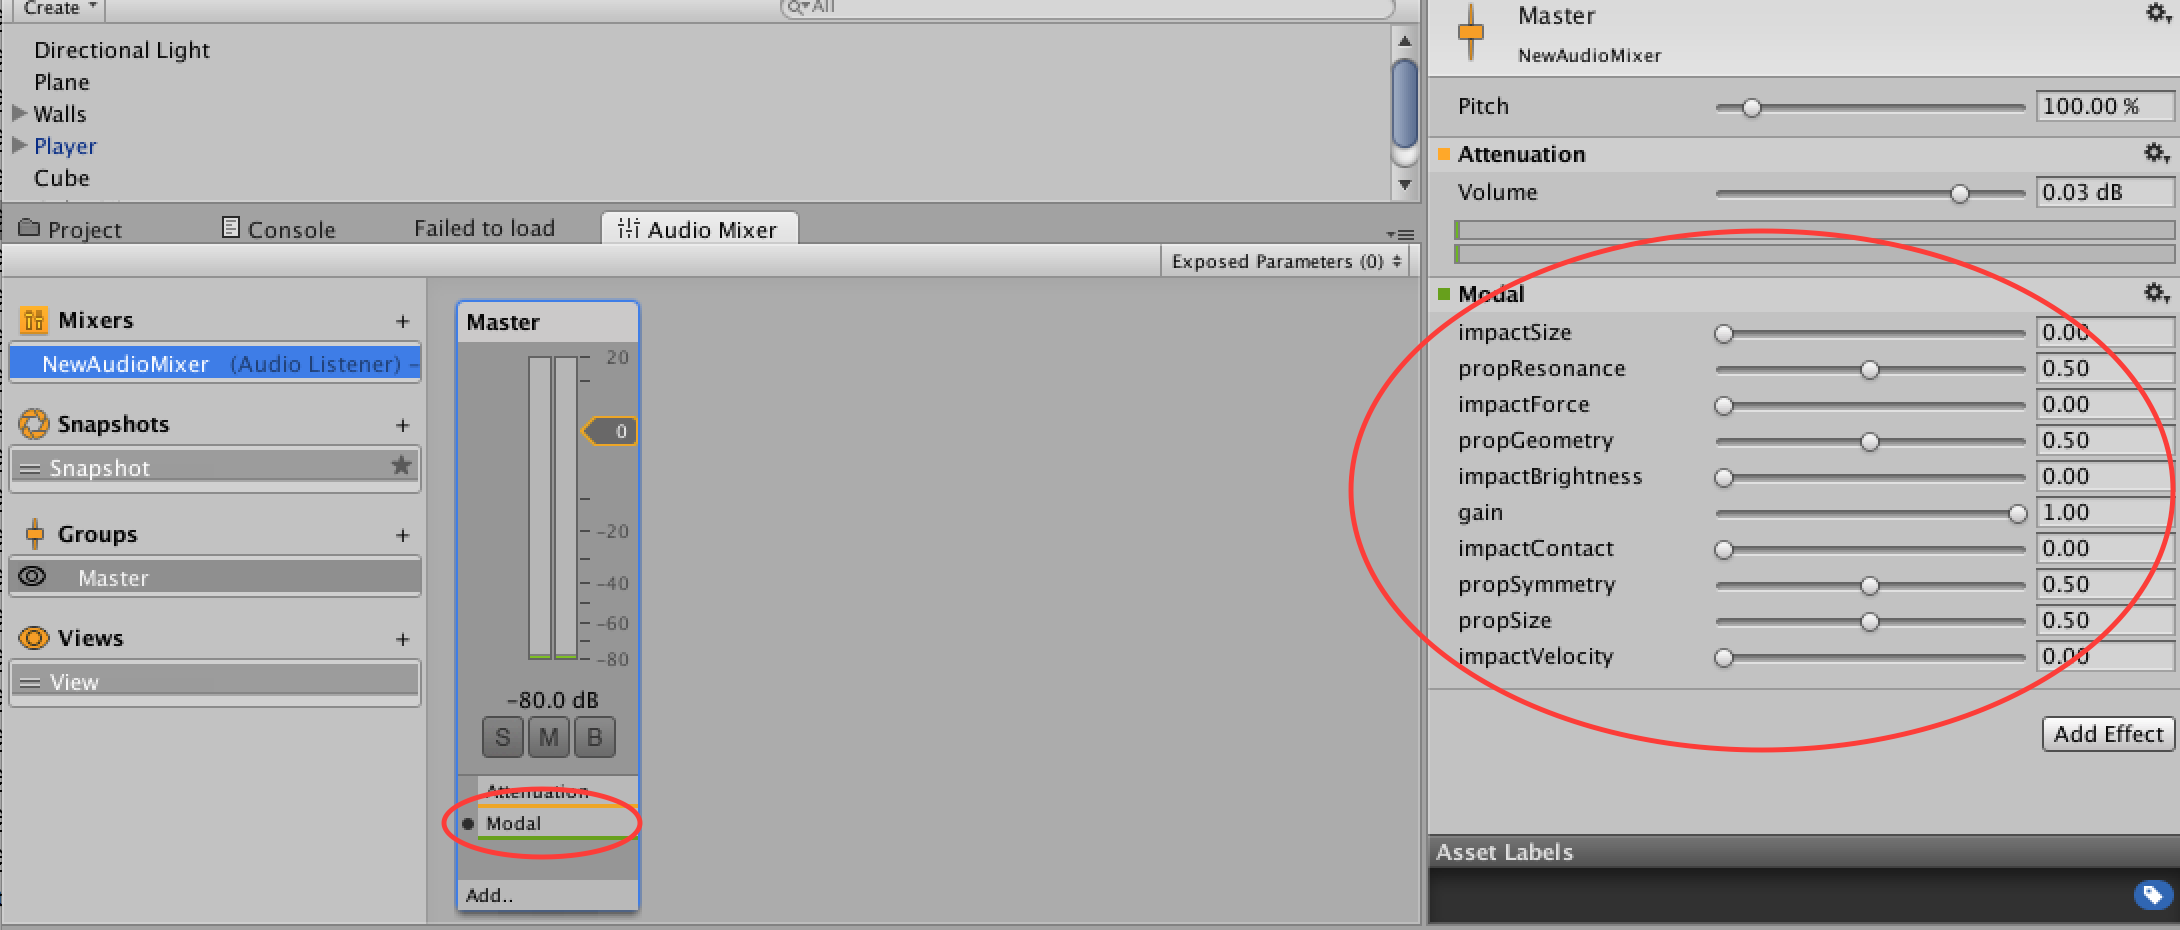 Create
All
Directional Light
Plane
Walls
Player
Cube
Project
Console
Failed to load
Audio Mixer
Exposed Parameters (0)
Mixers +
NewAudioMixer (Audio Listener) -
Snapshots +
Snapshot
Groups +
Master
Views +
View
Master
20
0
-20
-40
-60
-80
-80.0 dB
S M B
Attenuation
Modal
Add..
Master
NewAudioMixer
Pitch 100.00 %
Attenuation
Volume 0.03 dB
Modal
impactSize 0.00
propResonance 0.50
impactForce 0.00
propGeometry 0.50
impactBrightness 0.00
gain 1.00
impactContact 0.00
propSymmetry 0.50
propSize 0.50
impactVelocity 0.00
Add Effect
Asset Labels